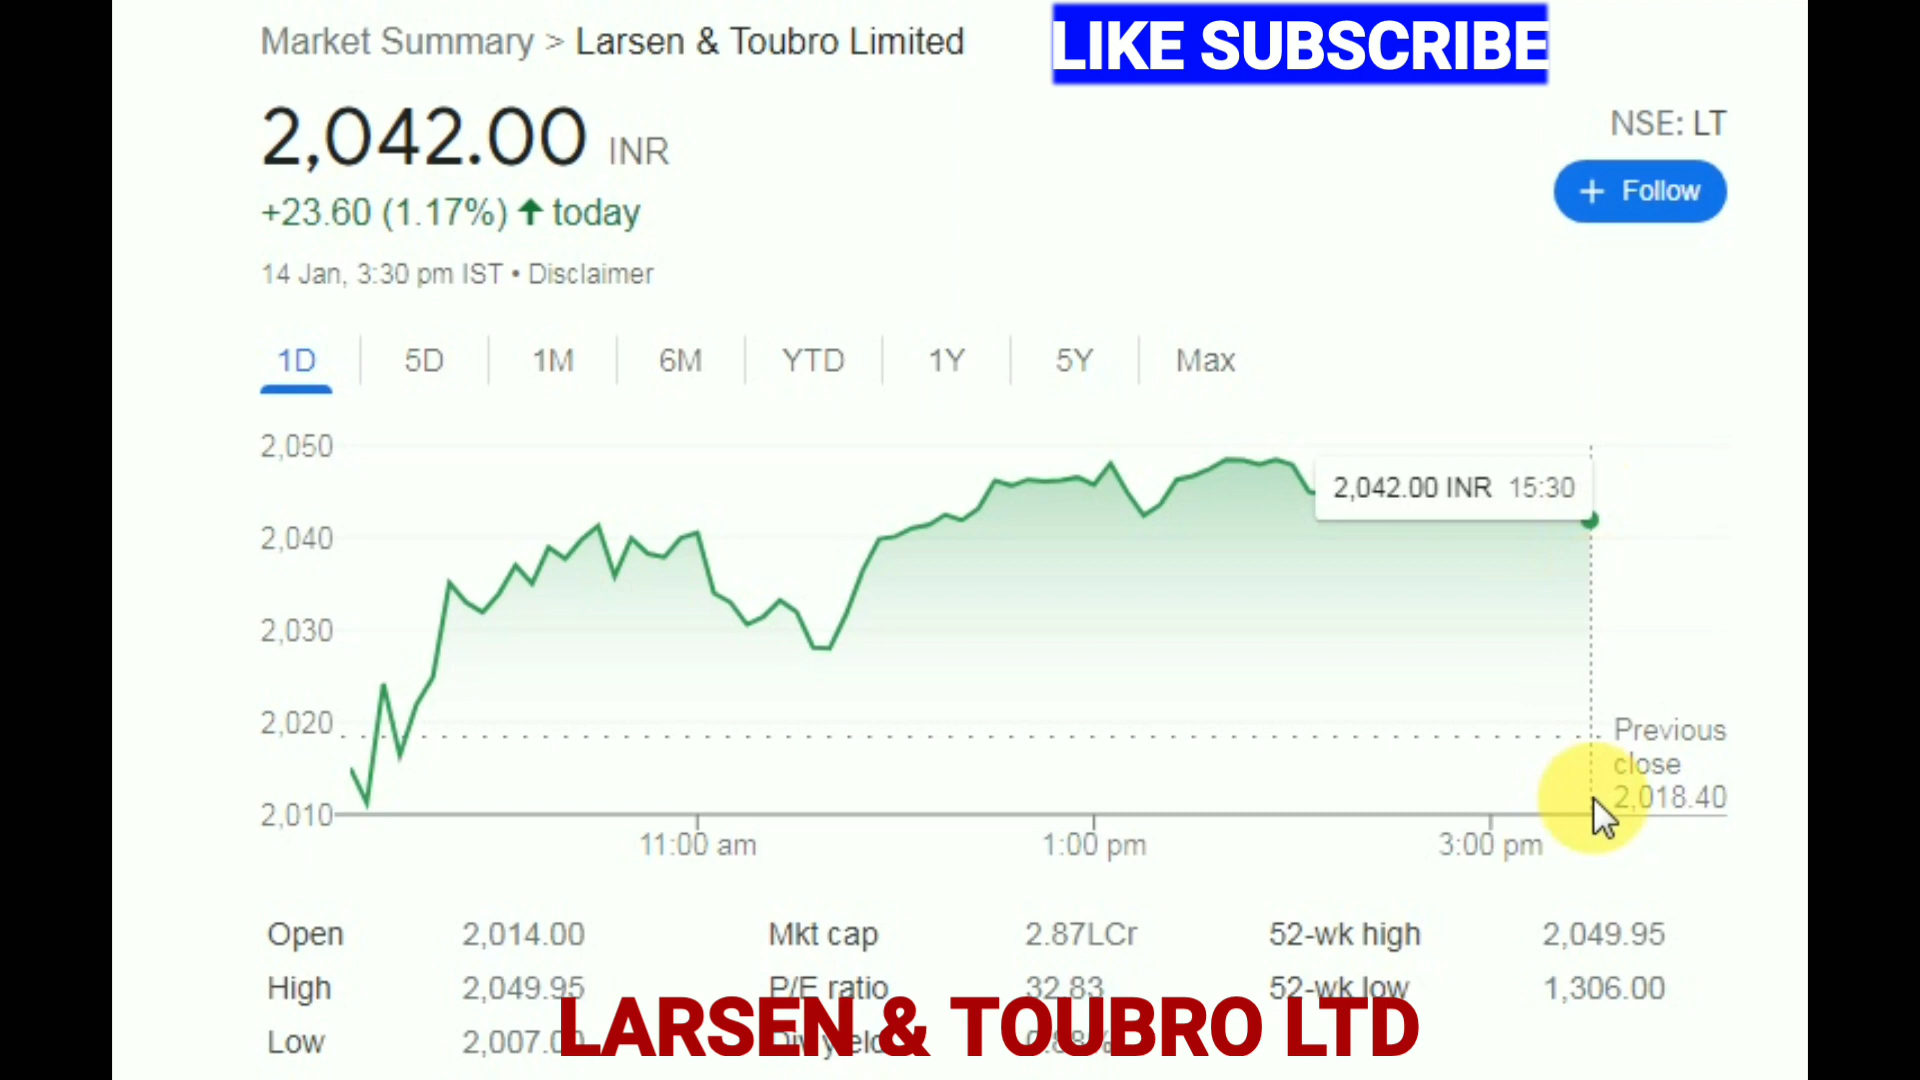 Market Summary > Larsen & Toubro Limited
LIKE SUBSCRIBE
2,042.00 INR
NSE: LT
+ Follow
+23.60 (1.17%) ↑ today
14 Jan, 3:30 pm IST • Disclaimer
1D 5D 1M 6M YTD 1Y 5Y Max
2,050
2,042.00 INR 15:30
2,040
2,030
2,020
Previous
close
2,018.40
2,010
11:00 am 1:00 pm 3:00 pm
Open 2,014.00 Mkt cap 2.87LCr 52-wk high 2,049.95
High 2,049.95 P/E ratio 32.83 52-wk low 1,306.00
Low
LARSEN & TOUBRO LTD